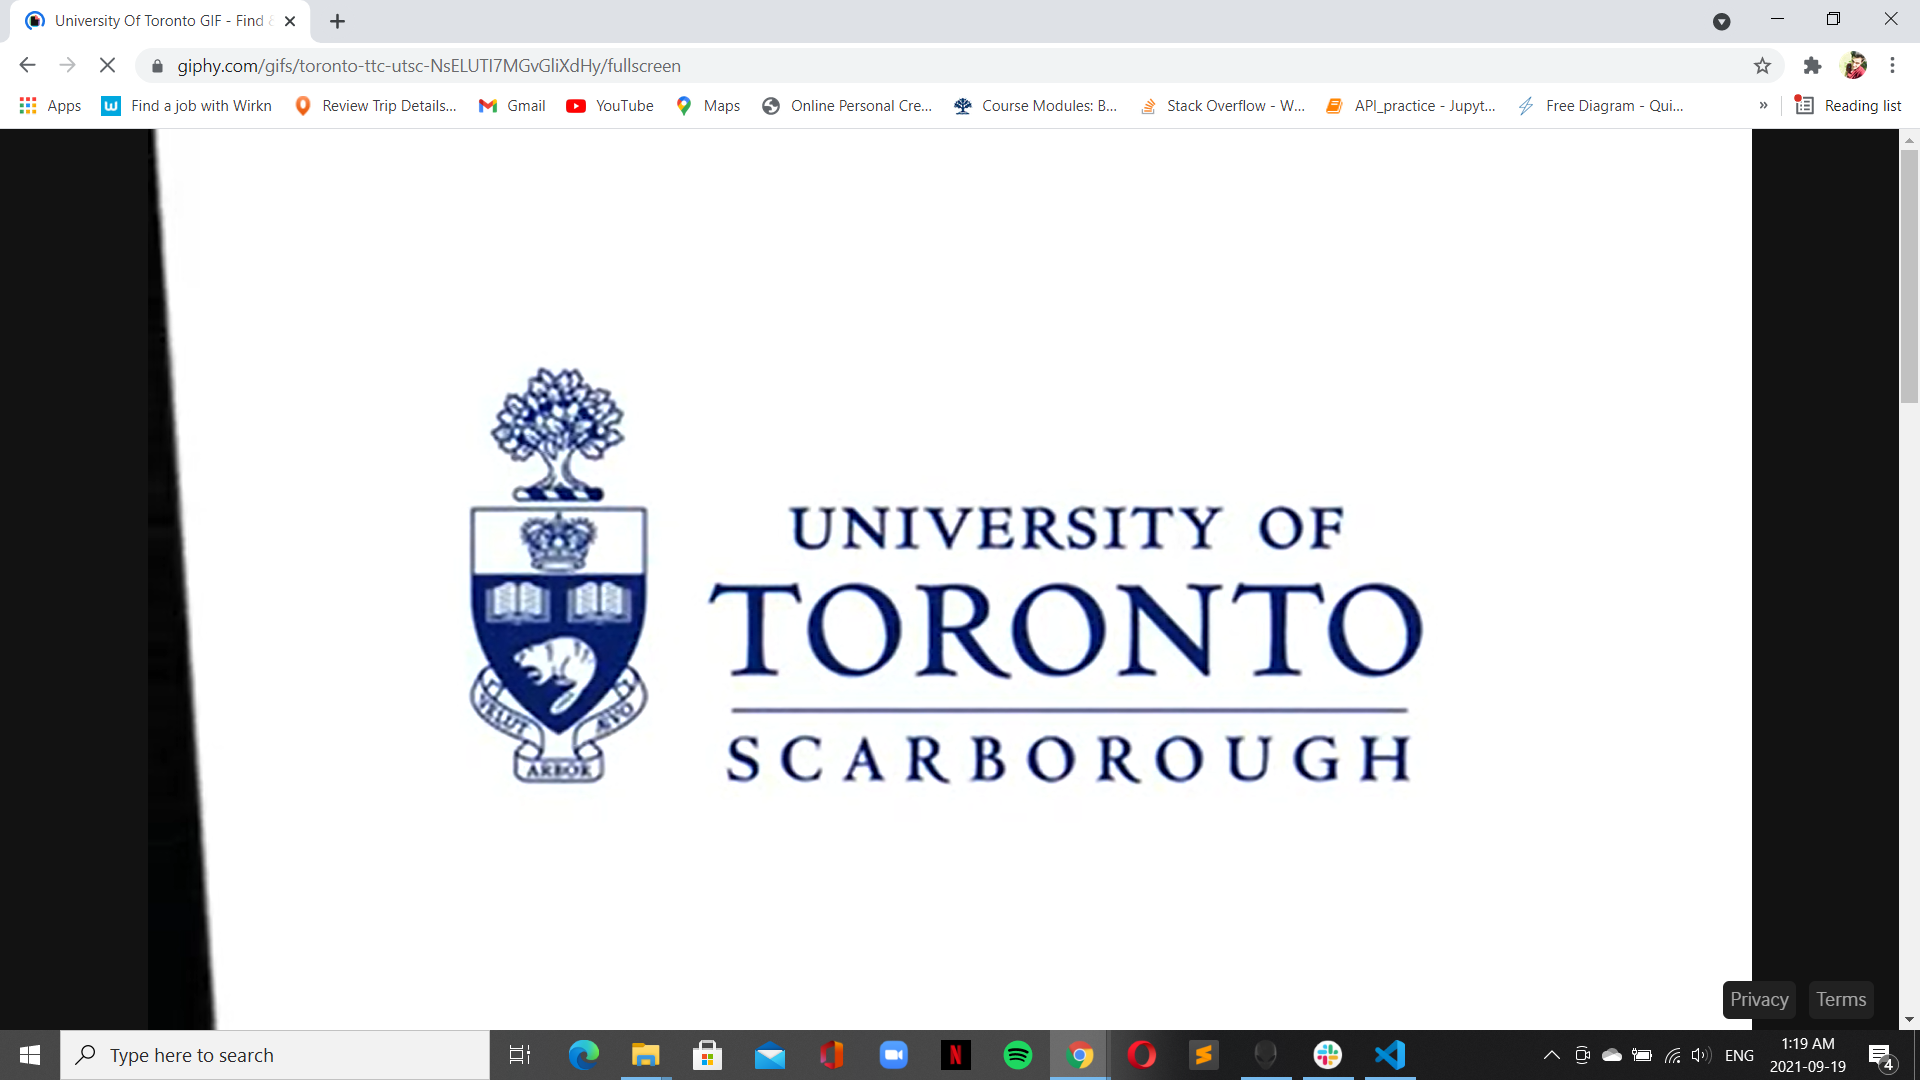 University Of Toronto GIF - Find
giphy.com/gifs/toronto-ttc-utsc-NsELUTI7MGvGliXdHy/fullscreen
Apps Find a job with Wirkn Review Trip Details... Gmail YouTube Maps Online Personal Cre... Course Modules: B... Stack Overflow - W... API_practice - Jupyt... Free Diagram - Qui... » Reading list
UNIVERSITY OF
TORONTO
SCARBOROUGH
VELUT ARBOR ÆVO
Privacy Terms
Type here to search
ENG
1:19 AM
2021-09-19
4